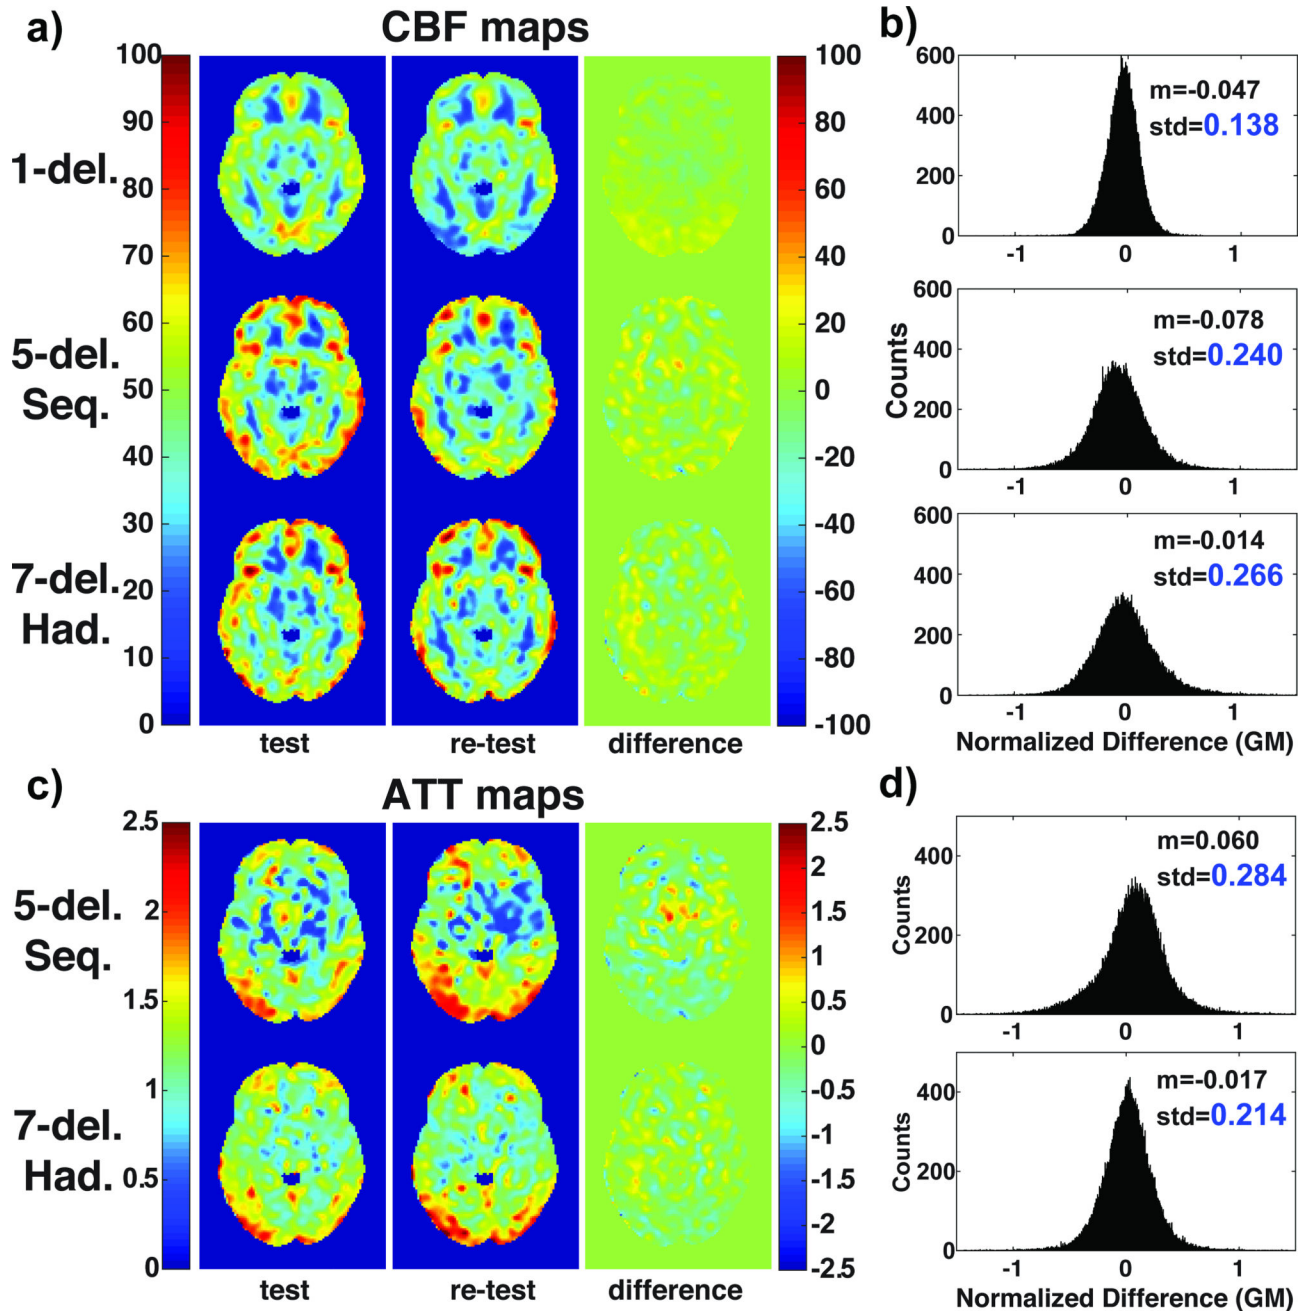 a)
CBF maps
b)
100
90
80
70
60
50
40
30
20
10
0
1-del.
5-del.
Seq.
7-del.
Had.
100
80
60
40
20
0
-20
-40
-60
-80
-100
test
re-test
difference
600
400
200
0
m=-0.047
std=0.138
-1
0
1
600
400
200
0
Counts
m=-0.078
std=0.240
-1
0
1
600
400
200
0
m=-0.014
std=0.266
-1
0
1
Normalized Difference (GM)
c)
ATT maps
d)
2.5
2
1.5
1
0.5
0
5-del.
Seq.
7-del.
Had.
2.5
2
1.5
1
0.5
0
-0.5
-1
-1.5
-2
-2.5
test
re-test
difference
400
200
0
Counts
m=0.060
std=0.284
-1
0
1
400
200
0
Counts
m=-0.017
std=0.214
-1
0
1
Normalized Difference (GM)